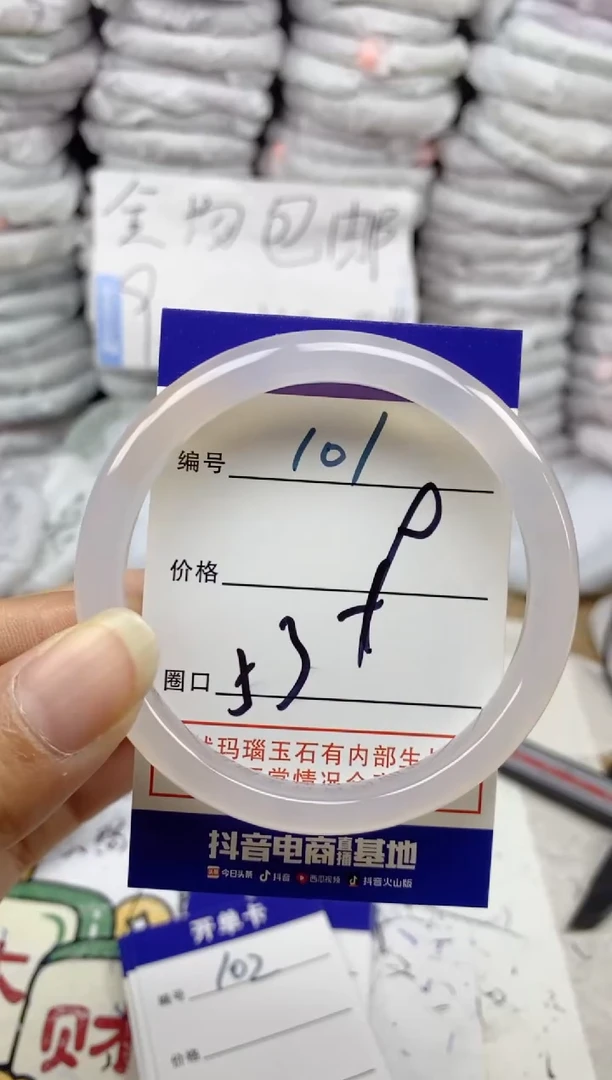 全场包邮
编号 101
价格
圈口 53
玛瑙玉石有内部生
抖音电商直播基地
今日头条 抖音 西瓜视频 抖音火山版
开单卡
编号 102
价格
财